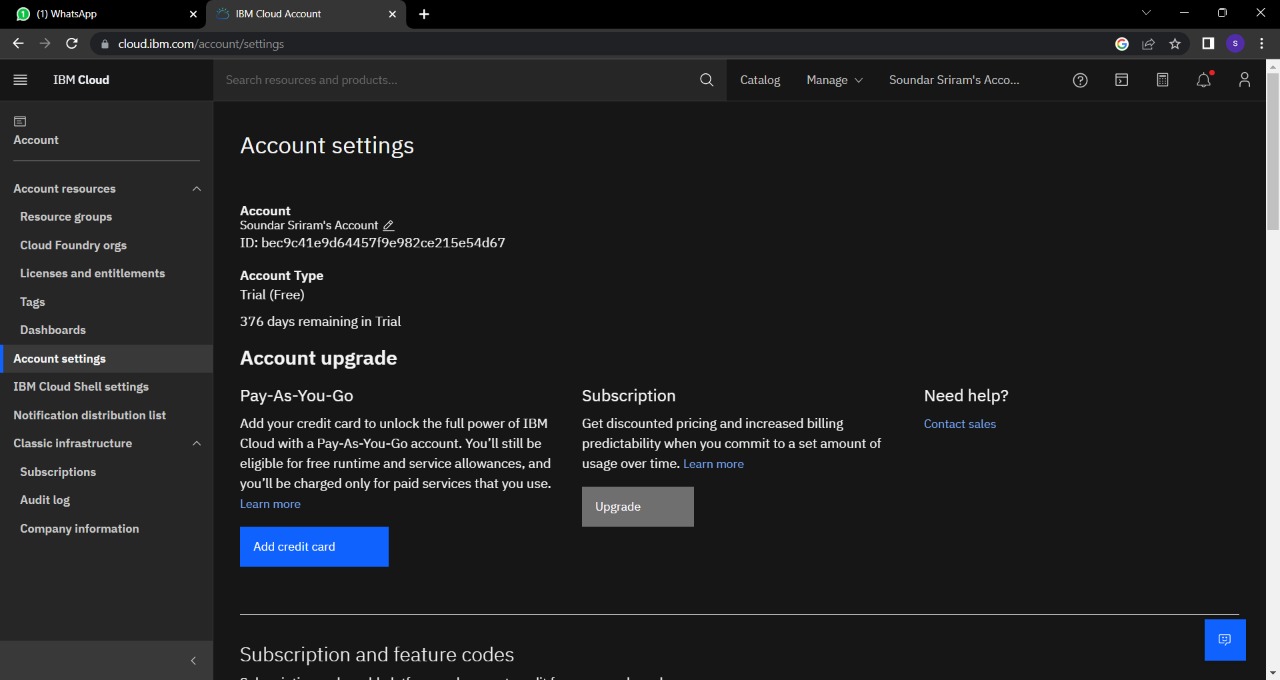 (1) WhatsApp
IBM Cloud Account
cloud.ibm.com/account/settings
S
IBM Cloud
Search resources and products...
Catalog
Manage
Soundar Sriram's Acco...
Account
Account resources
Resource groups
Cloud Foundry orgs
Licenses and entitlements
Tags
Dashboards
Account settings
IBM Cloud Shell settings
Notification distribution list
Classic infrastructure
Subscriptions
Audit log
Company information
Account settings
Account
Soundar Sriram's Account
ID: bec9c41e9d64457f9e982ce215e54d67
Account Type
Trial (Free)
376 days remaining in Trial
Account upgrade
Pay-As-You-Go
Add your credit card to unlock the full power of IBM
Cloud with a Pay-As-You-Go account. You'll still be
eligible for free runtime and service allowances, and
you'll be charged only for paid services that you use.
Learn more
Add credit card
Subscription
Get discounted pricing and increased billing
predictability when you commit to a set amount of
usage over time. Learn more
Upgrade
Need help?
Contact sales
Subscription and feature codes